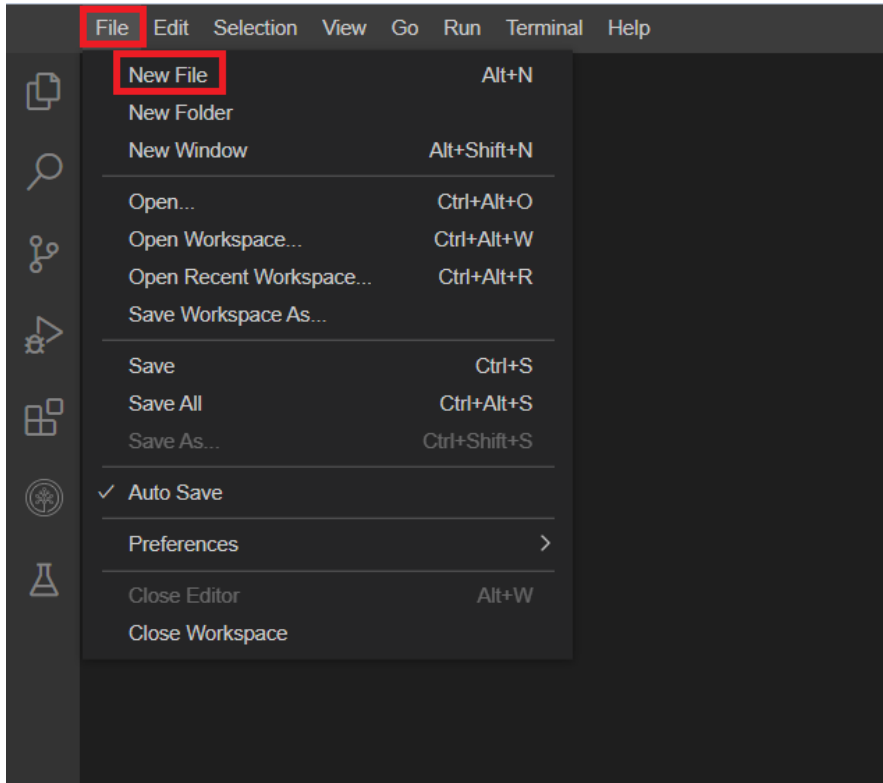 File Edit Selection View Go Run Terminal Help
New File Alt+N
New Folder
New Window Alt+Shift+N
Open... Ctrl+Alt+O
Open Workspace... Ctrl+Alt+W
Open Recent Workspace... Ctrl+Alt+R
Save Workspace As...
Save Ctrl+S
Save All Ctrl+Alt+S
Save As... Ctrl+Shift+S
Auto Save
Preferences
Close Editor Alt+W
Close Workspace